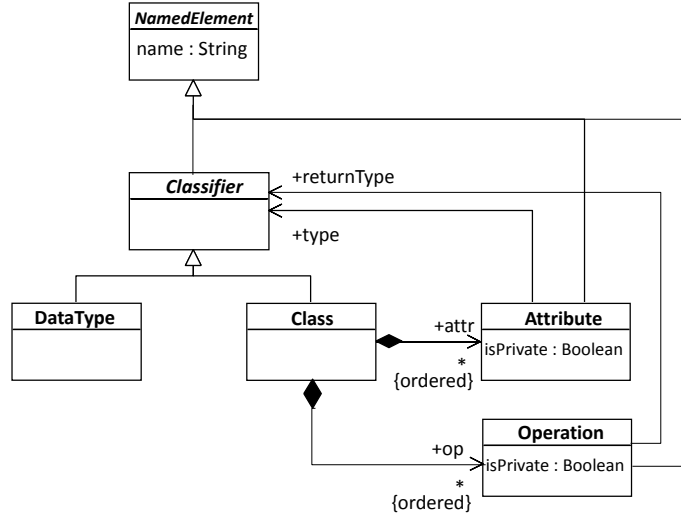 NamedElement
name : String
Classifier
+returnType
+type
DataType
Class
+attr
*
{ordered}
Attribute
isPrivate : Boolean
+op
*
{ordered}
Operation
isPrivate : Boolean